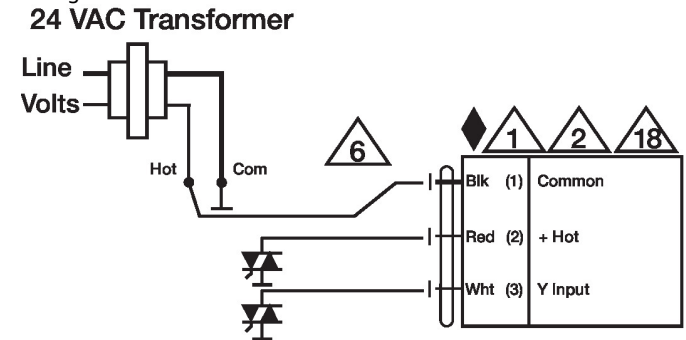 24 VAC Transformer
Line
Volts
Hot Com
6
1 2 18
Blk (1) Common
Red (2) + Hot
Wht (3) Y Input